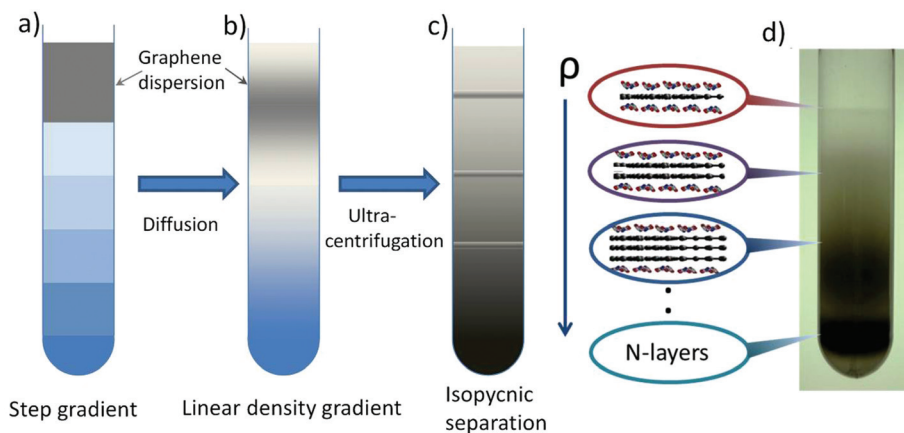 a)
b)
c)
d)
Graphene
dispersion
ρ
Diffusion
Ultra-
centrifugation
N-layers
Step gradient
Linear density gradient
Isopycnic
separation